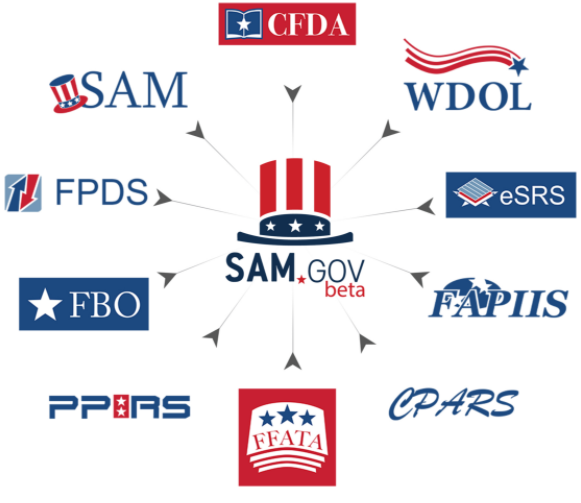 CFDA
SAM
WDOL
FPDS
eSRS
SAM.GOV
beta
FBO
FAPIIS
PPIRS
FFATA
CPARS